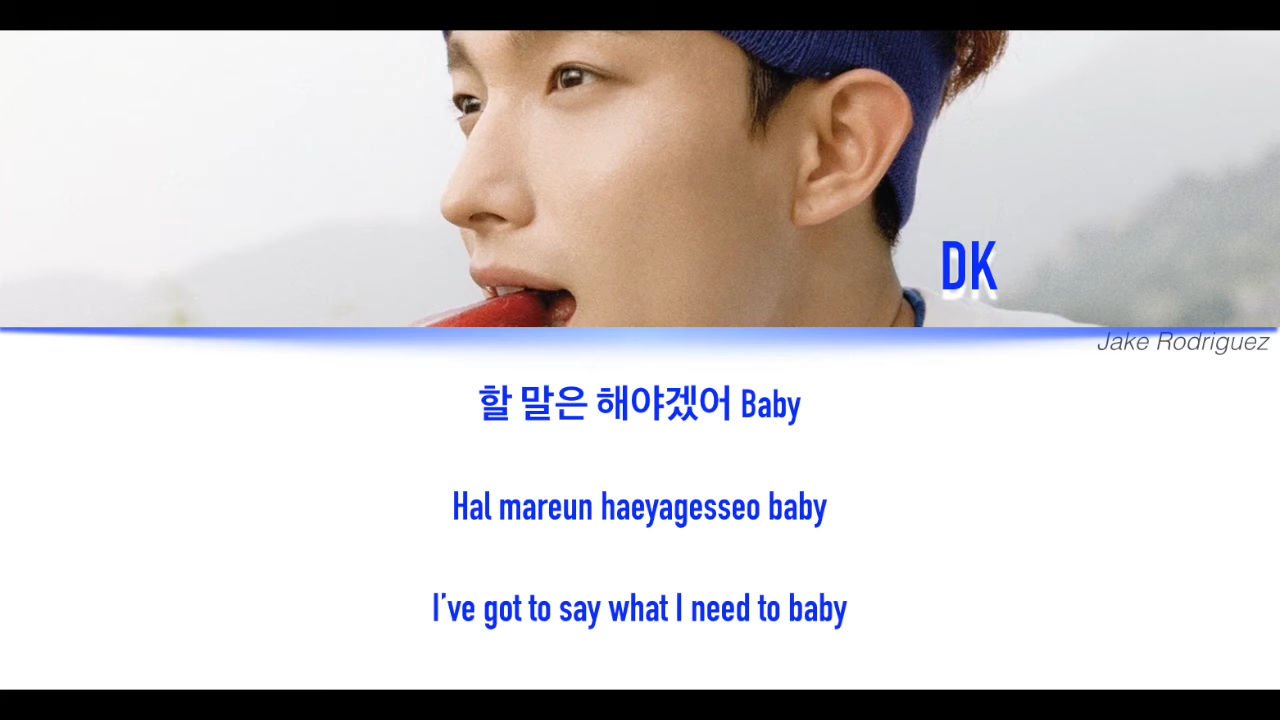 DK
Jake Rodriguez
할 말은 해야겠어 Baby
Hal mareun haeyagesseo baby
I've got to say what I need to baby